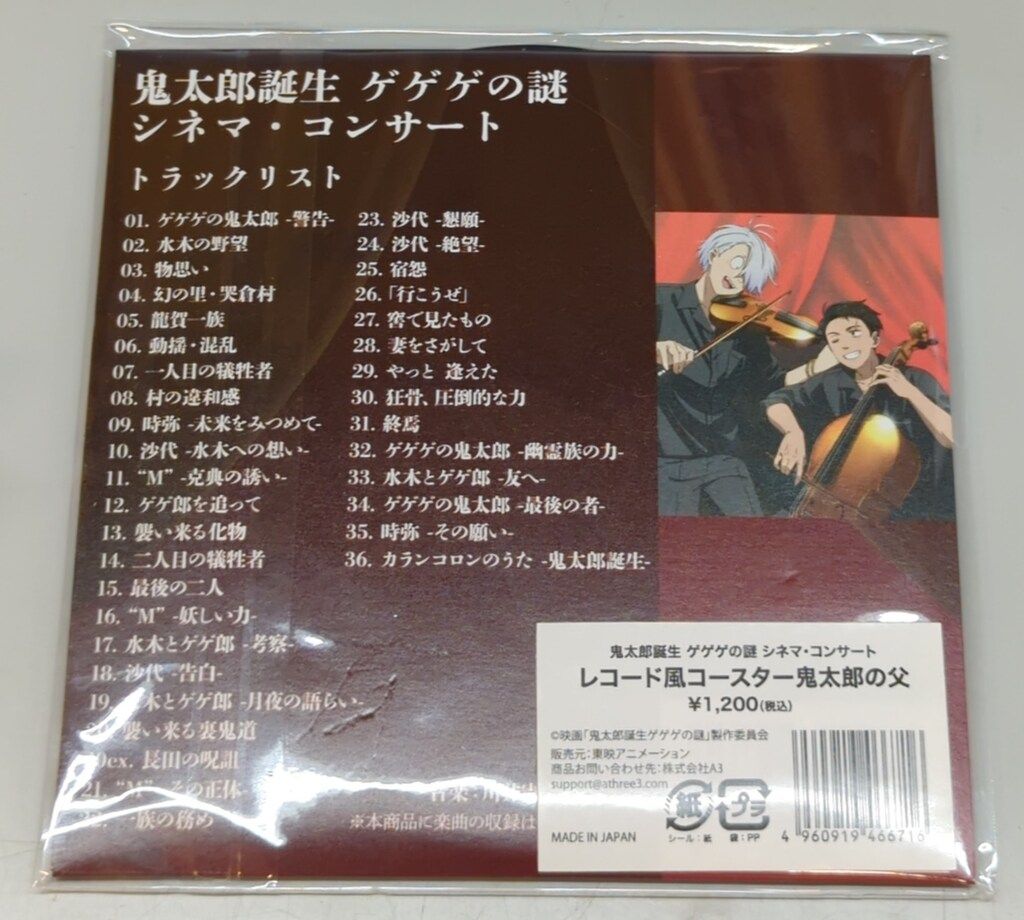 鬼太郎誕生 ゲゲゲの謎
シネマ・コンサート
トラックリスト
01. ゲゲゲの鬼太郎 -警告-
02. 水木の野望
03. 物思い
04. 幻の里・哭倉村
05. 龍賀一族
06. 動揺・混乱
07. 一人目の犠牲者
08. 村の違和感
09. 時弥 -未来をみつめて-
10. 沙代 -水木への想い-
11. “M” -克典の誘い-
12. ゲゲ郎を追って
13. 襲い来る化物
14. 二人目の犠牲者
15. 最後の二人
16. “M” -妖しい力-
17. 水木とゲゲ郎 -考察-
18. 沙代 -告白-
19. 木とゲゲ郎 -月夜の語らい-
襲い来る裏鬼道
0ex. 長田の呪詛
21. “M” -その正体-
一族の務め
23. 沙代 -懇願-
24. 沙代 -絶望-
25. 宿怨
26. 「行こうぜ」
27. 窖で見たもの
28. 妻をさがして
29. やっと 逢えた
30. 狂骨、圧倒的な力
31. 終焉
32. ゲゲゲの鬼太郎 -幽霊族の力-
33. 水木とゲゲ郎 -友へ-
34. ゲゲゲの鬼太郎 -最後の者-
35. 時弥 -その願い-
36. カランコロンのうた -鬼太郎誕生-
音楽：川
※本商品に楽曲の収録は
鬼太郎誕生 ゲゲゲの謎 シネマ・コンサート
レコード風コースター鬼太郎の父
¥1,200(税込)
©映画「鬼太郎誕生ゲゲゲの謎」製作委員会
販売元：東映アニメーション
商品お問い合わせ先：株式会社A3
support@athree3.com
紙 プラ
シール：紙 袋：PP
MADE IN JAPAN
4 960919 466716